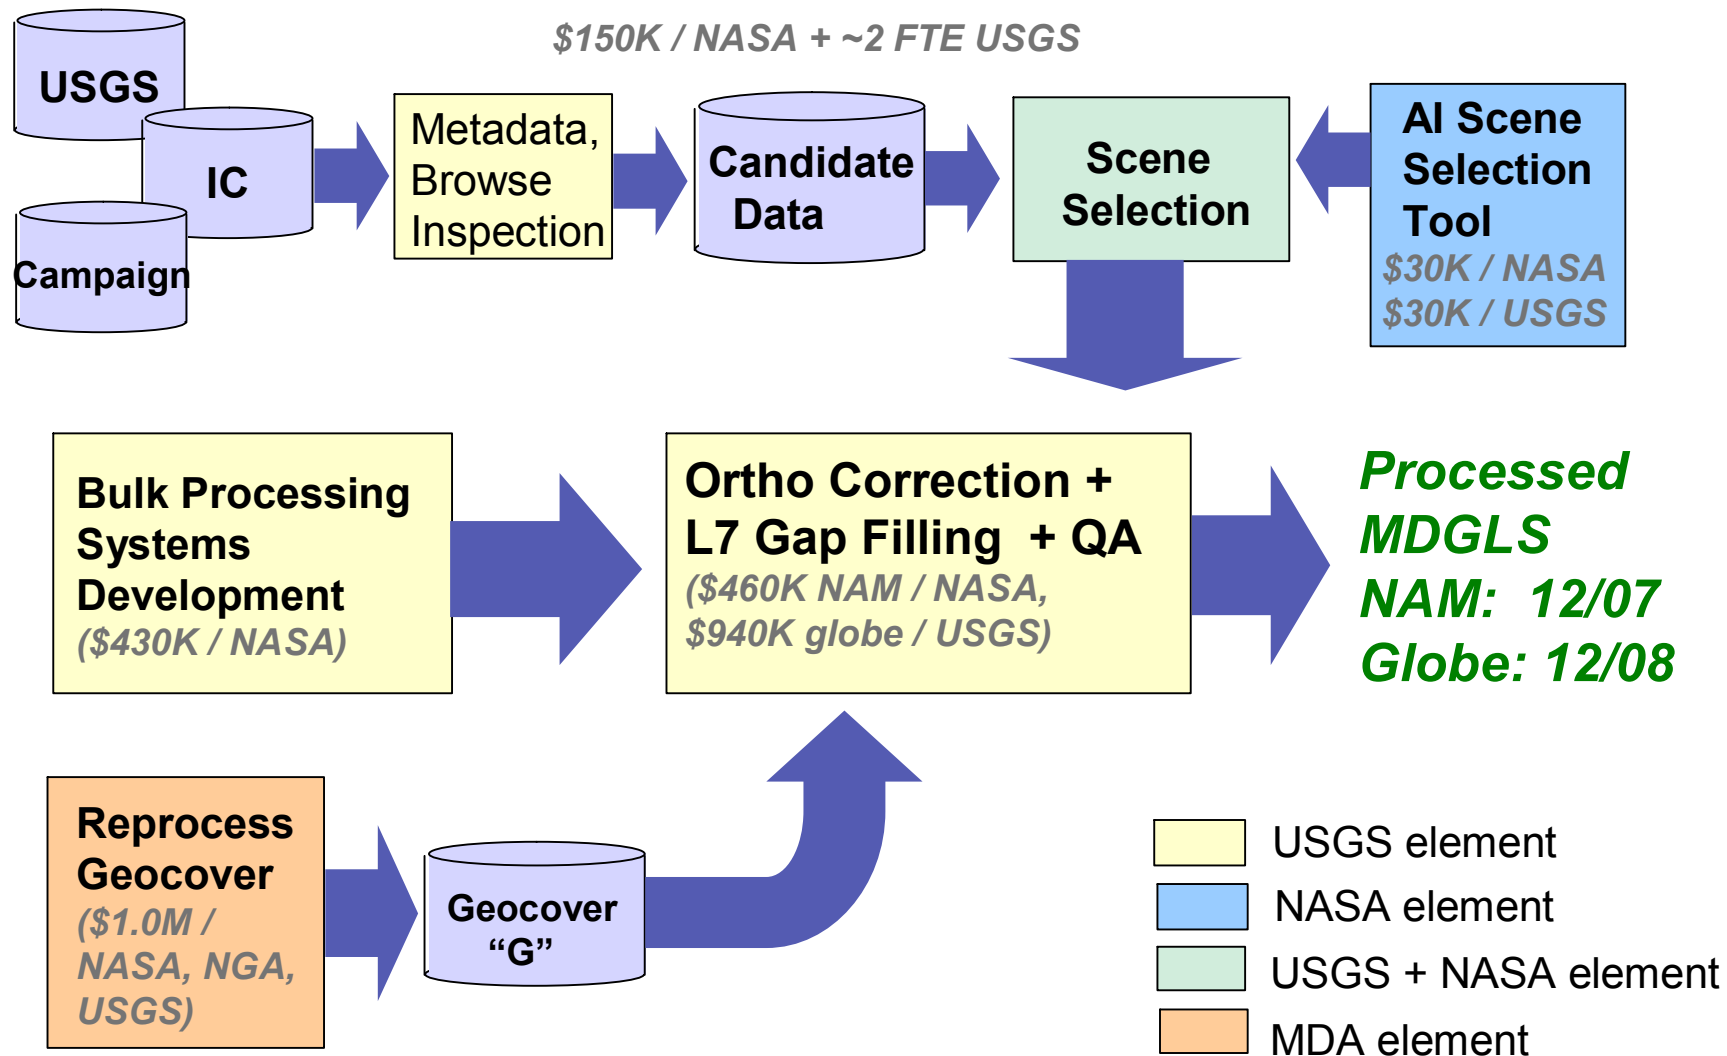 $150K / NASA + ~2 FTE USGS
USGS
IC
Campaign
Metadata,
Browse
Inspection
Candidate
Data
Scene
Selection
AI Scene
Selection
Tool
$30K / NASA
$30K / USGS
Bulk Processing
Systems
Development
($430K / NASA)
Ortho Correction +
L7 Gap Filling + QA
($460K NAM / NASA,
$940K globe / USGS)
Processed
MDGLS
NAM: 12/07
Globe: 12/08
Reprocess
Geocover
($1.0M /
NASA, NGA,
USGS)
Geocover
“G”
USGS element
NASA element
USGS + NASA element
MDA element